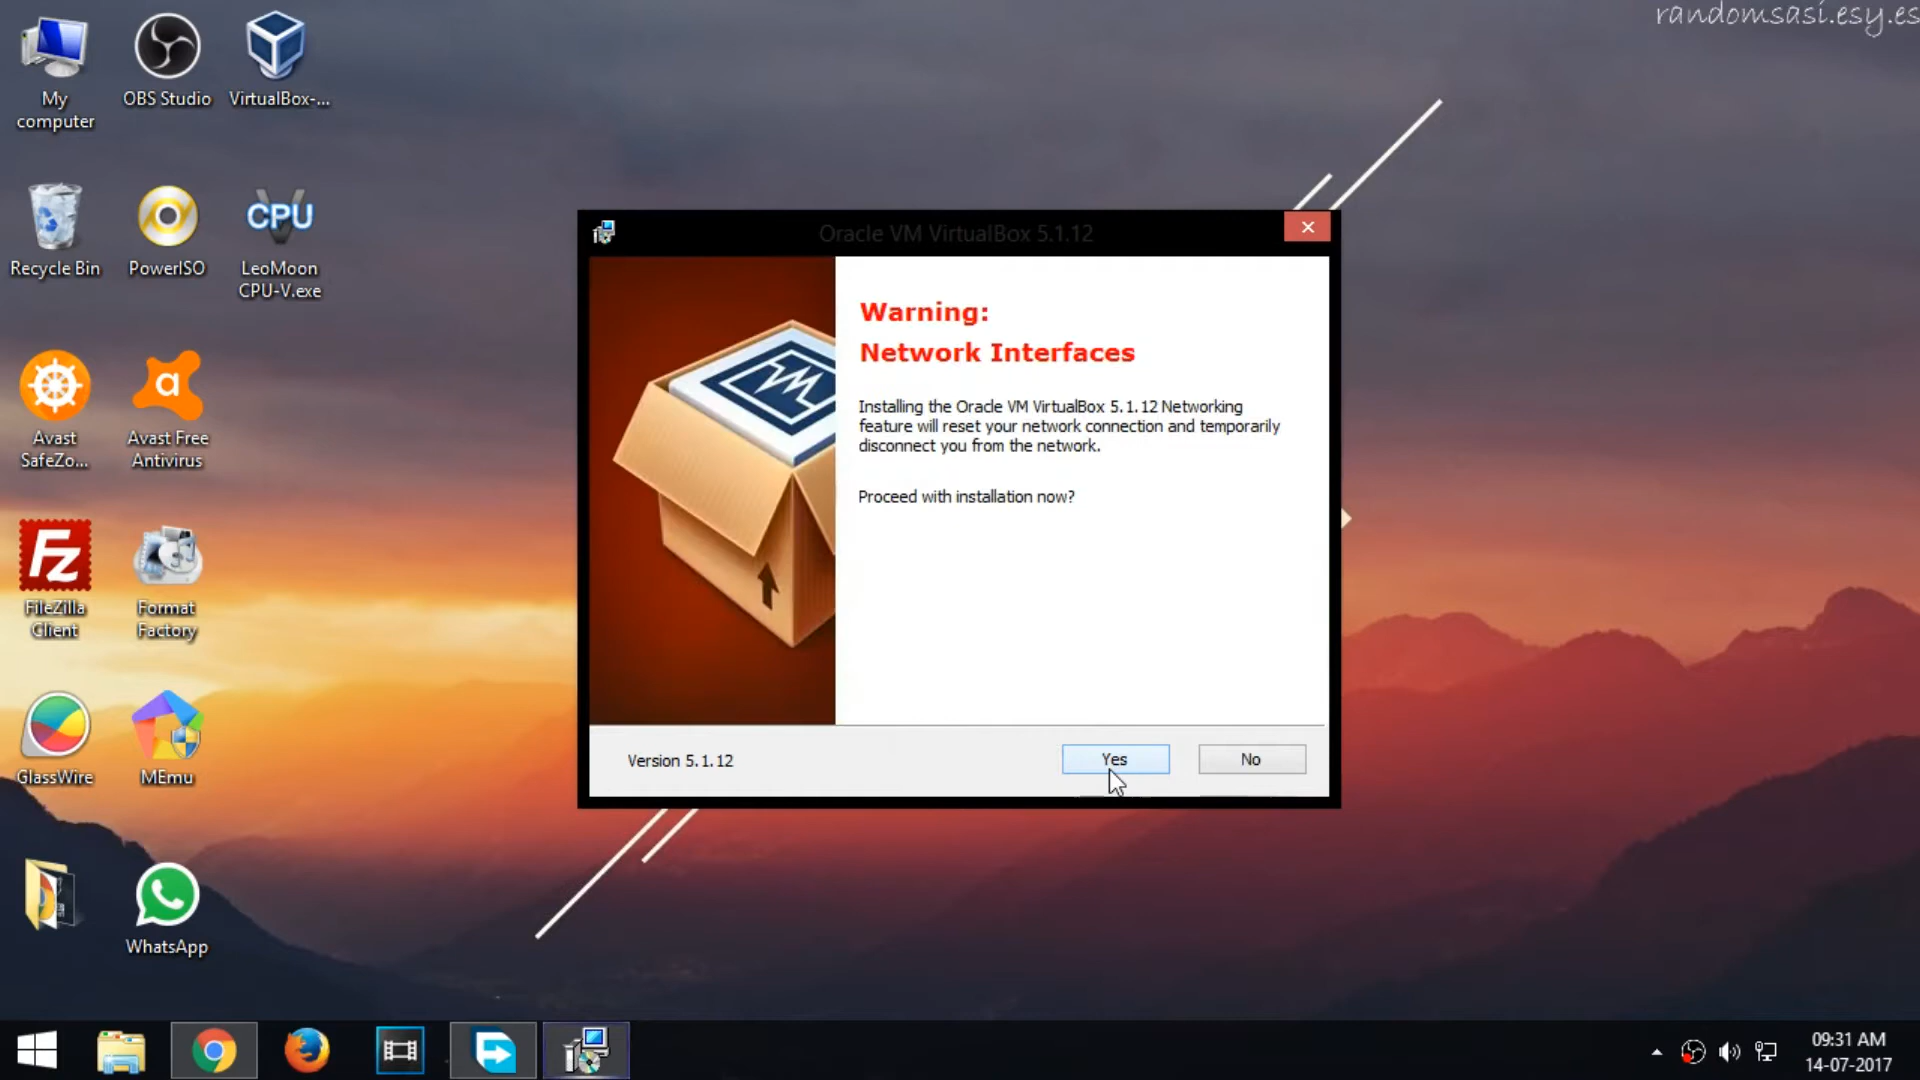 randomsasi.esy.es
My
computer
OBS Studio
VirtualBox-...
Recycle Bin
PowerISO
CPU
LeoMoon
CPU-V.exe
Avast
SafeZo...
a
Avast Free
Antivirus
Fz
FileZilla
Client
Format
Factory
GlassWire
MEmu
WhatsApp
Oracle VM VirtualBox 5.1.12
Warning:
Network Interfaces
Installing the Oracle VM VirtualBox 5.1.12 Networking
feature will reset your network connection and temporarily
disconnect you from the network.
Proceed with installation now?
Version 5.1.12
Yes
No
09:31 AM
14-07-2017